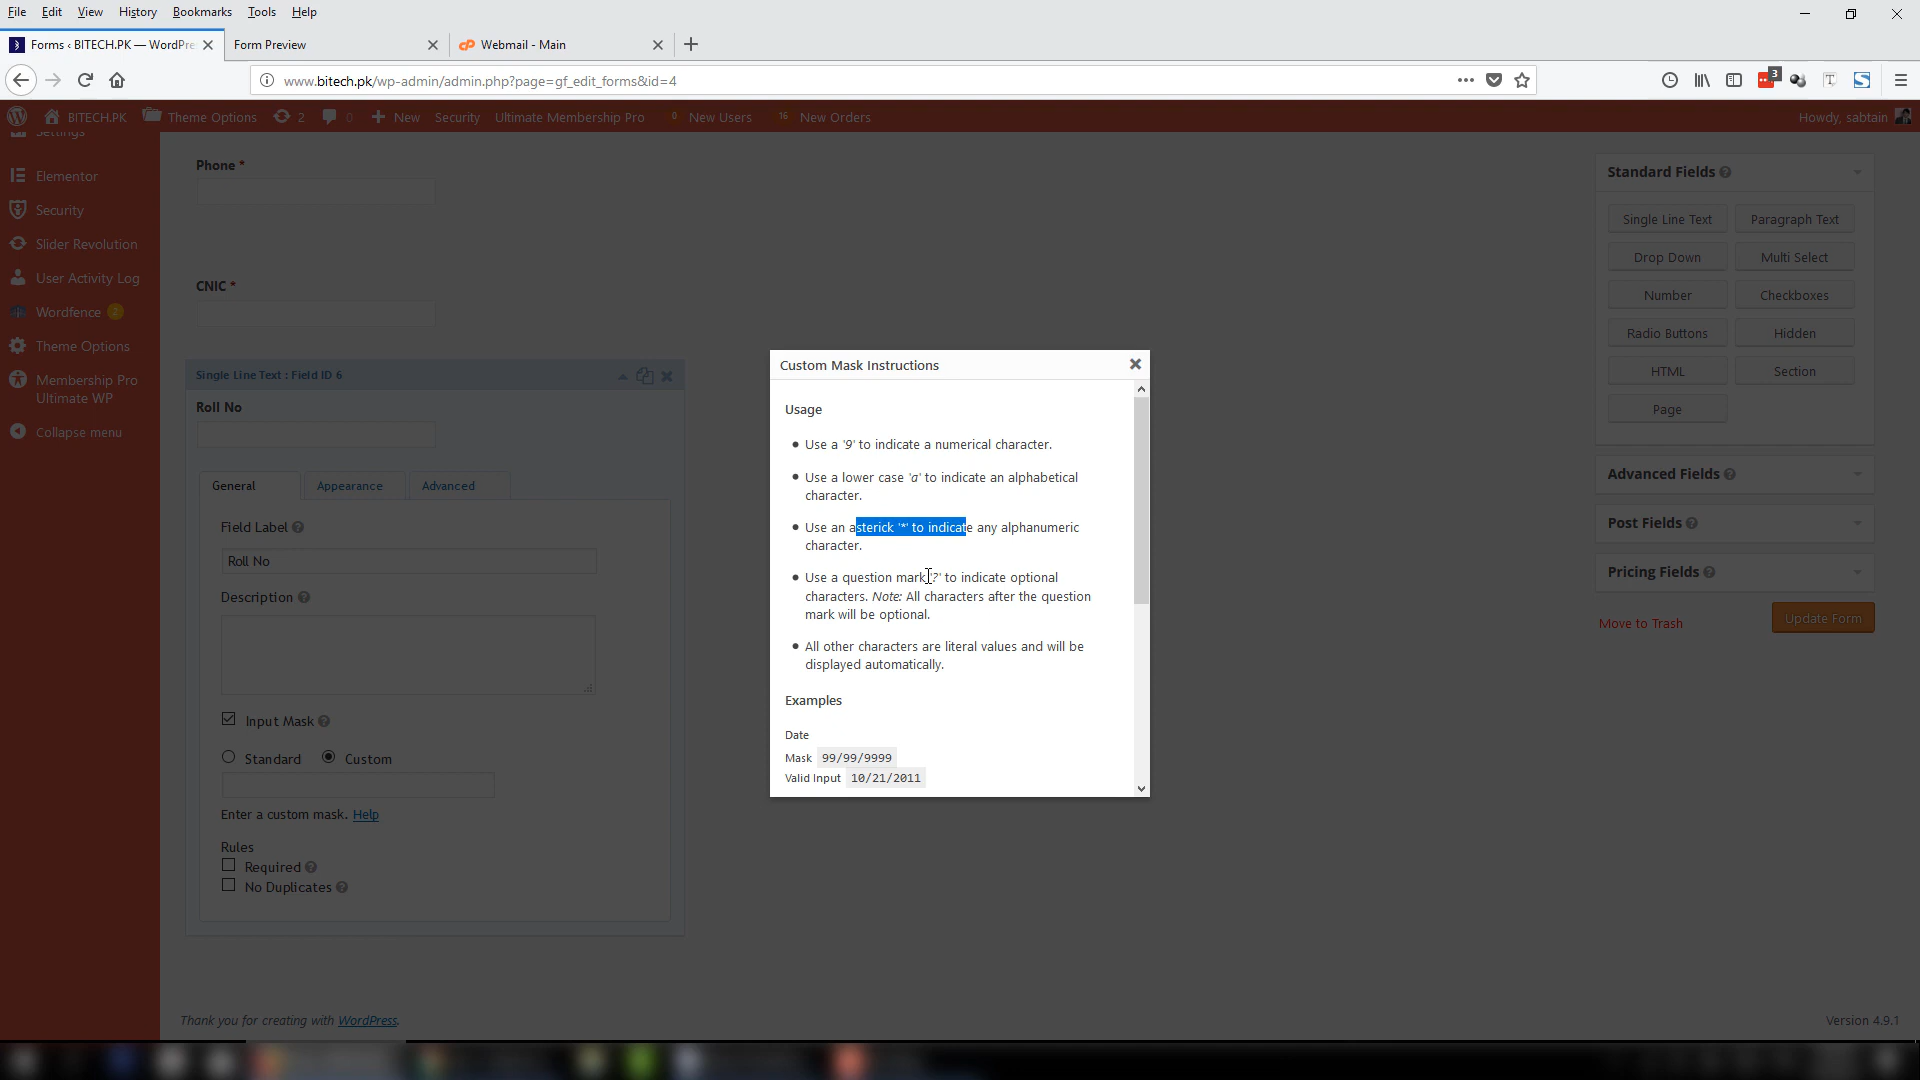 File Edit View History Bookmarks Tools Help
Forms ‹ BITECH.PK — WordPre
Form Preview
Webmail - Main
www.bitech.pk/wp-admin/admin.php?page=gf_edit_forms&id=4
3
BITECH.PK Theme Options 2 0 New Security Ultimate Membership Pro 0 New Users 16 New Orders
Howdy, sabtain
Settings
Elementor
Security
Slider Revolution
User Activity Log
Wordfence 2
Theme Options
Membership Pro
Ultimate WP
Collapse menu
Phone *
CNIC *
Single Line Text : Field ID 6
Roll No
General Appearance Advanced
Field Label
Roll No
Description
Input Mask
Standard Custom
Enter a custom mask. Help
Rules
Required
No Duplicates
Custom Mask Instructions
Usage
Use a '9' to indicate a numerical character.
Use a lower case 'a' to indicate an alphabetical
character.
Use an asterick '*' to indicate any alphanumeric
character.
Use a question mark '?' to indicate optional
characters. Note: All characters after the question
mark will be optional.
All other characters are literal values and will be
displayed automatically.
Examples
Date
Mask 99/99/9999
Valid Input 10/21/2011
Standard Fields
Single Line Text Paragraph Text
Drop Down Multi Select
Number Checkboxes
Radio Buttons Hidden
HTML Section
Page
Advanced Fields
Post Fields
Pricing Fields
Move to Trash Update Form
Thank you for creating with WordPress.
Version 4.9.1